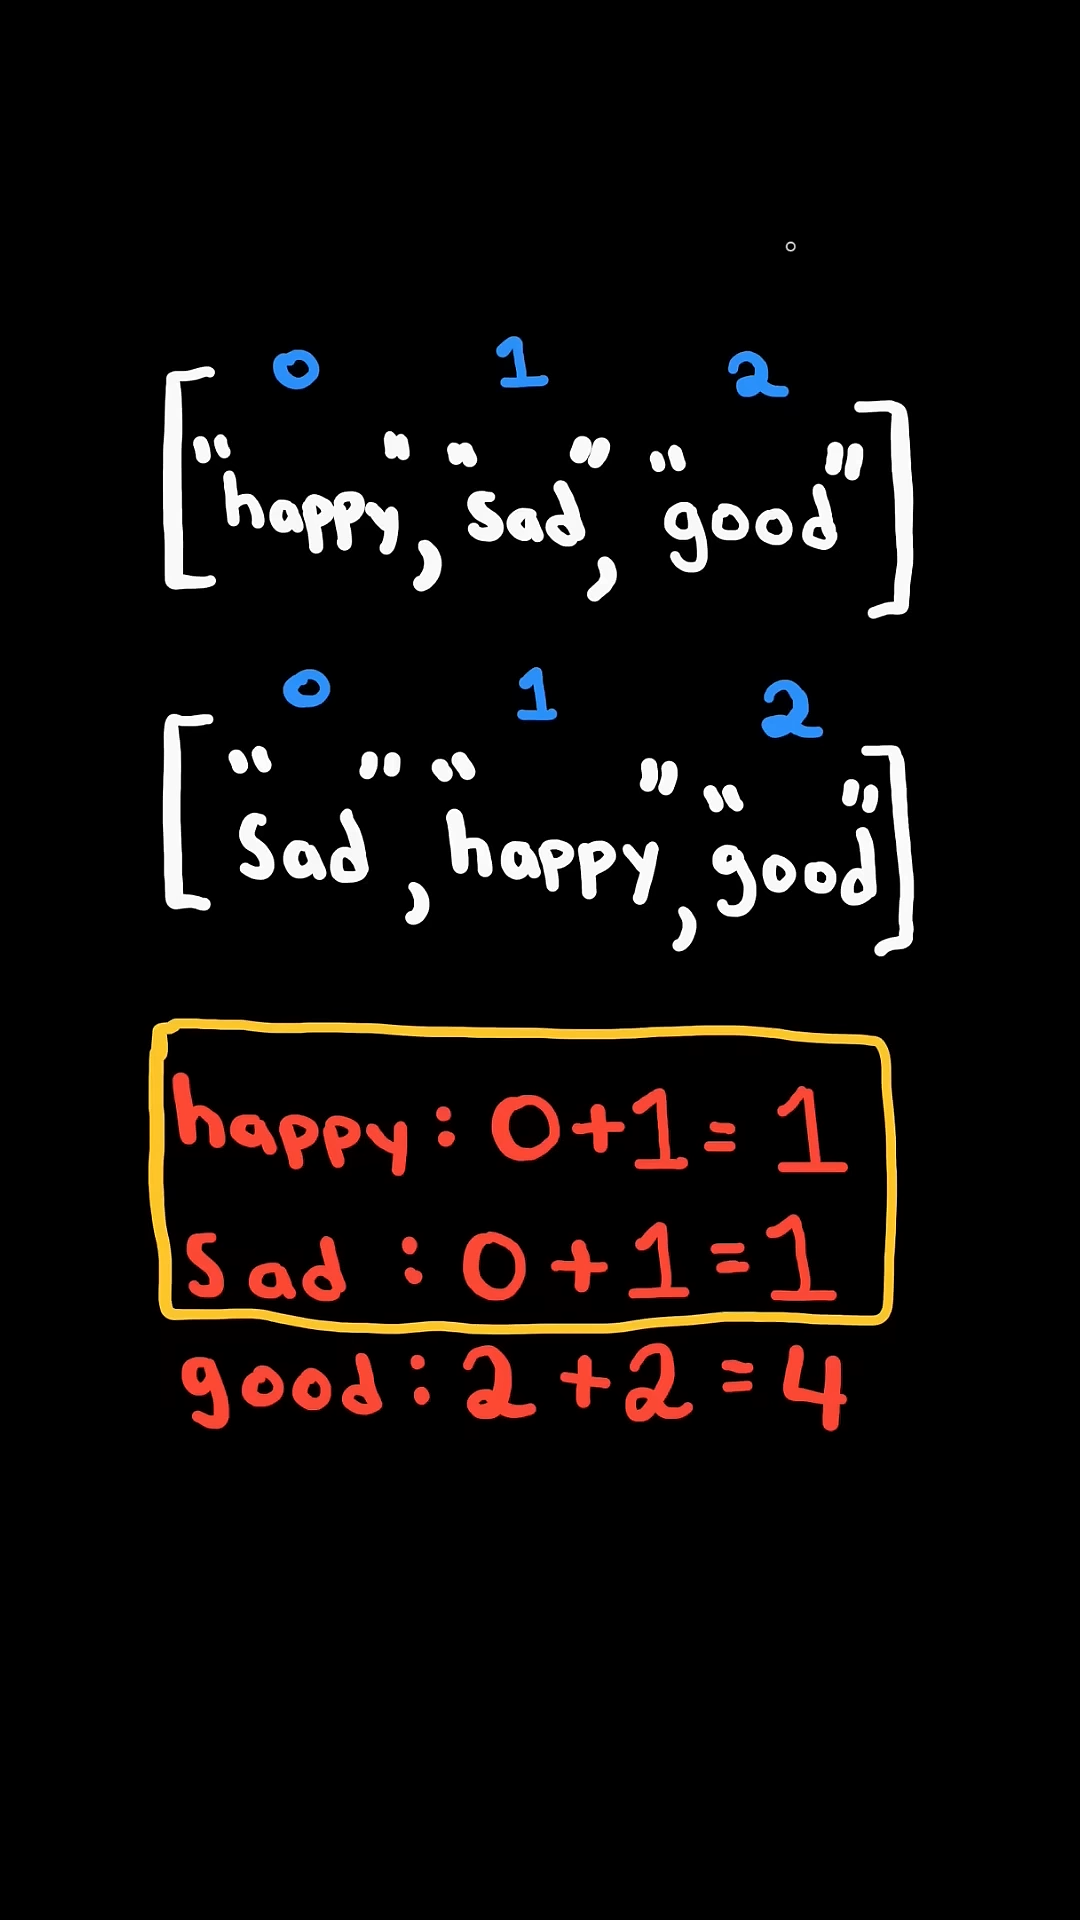 0 1 2
["happy", "sad", "good"]
0 1 2
["Sad", "happy", "good"]
happy: 0+1=1
Sad: 0+1=1
good: 2+2=4